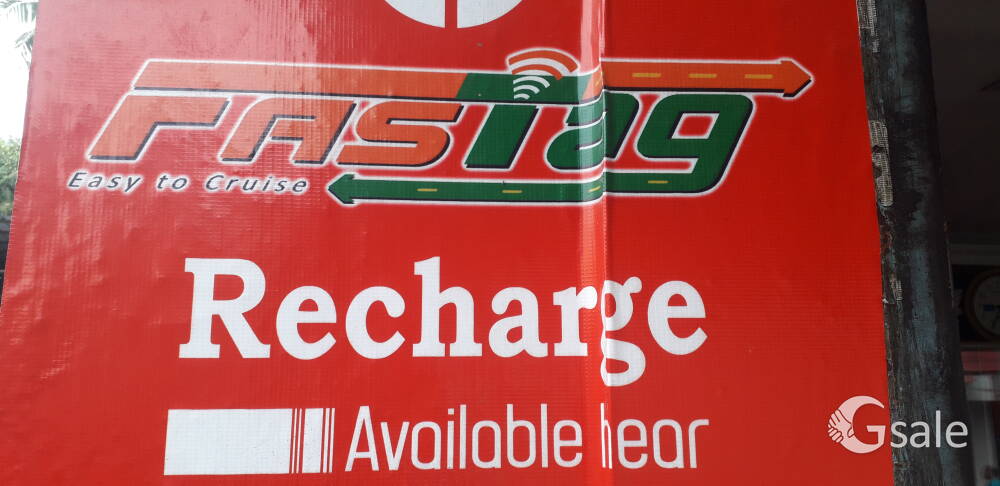 FASTag
Easy to Cruise
Recharge
Available hear
Gsale